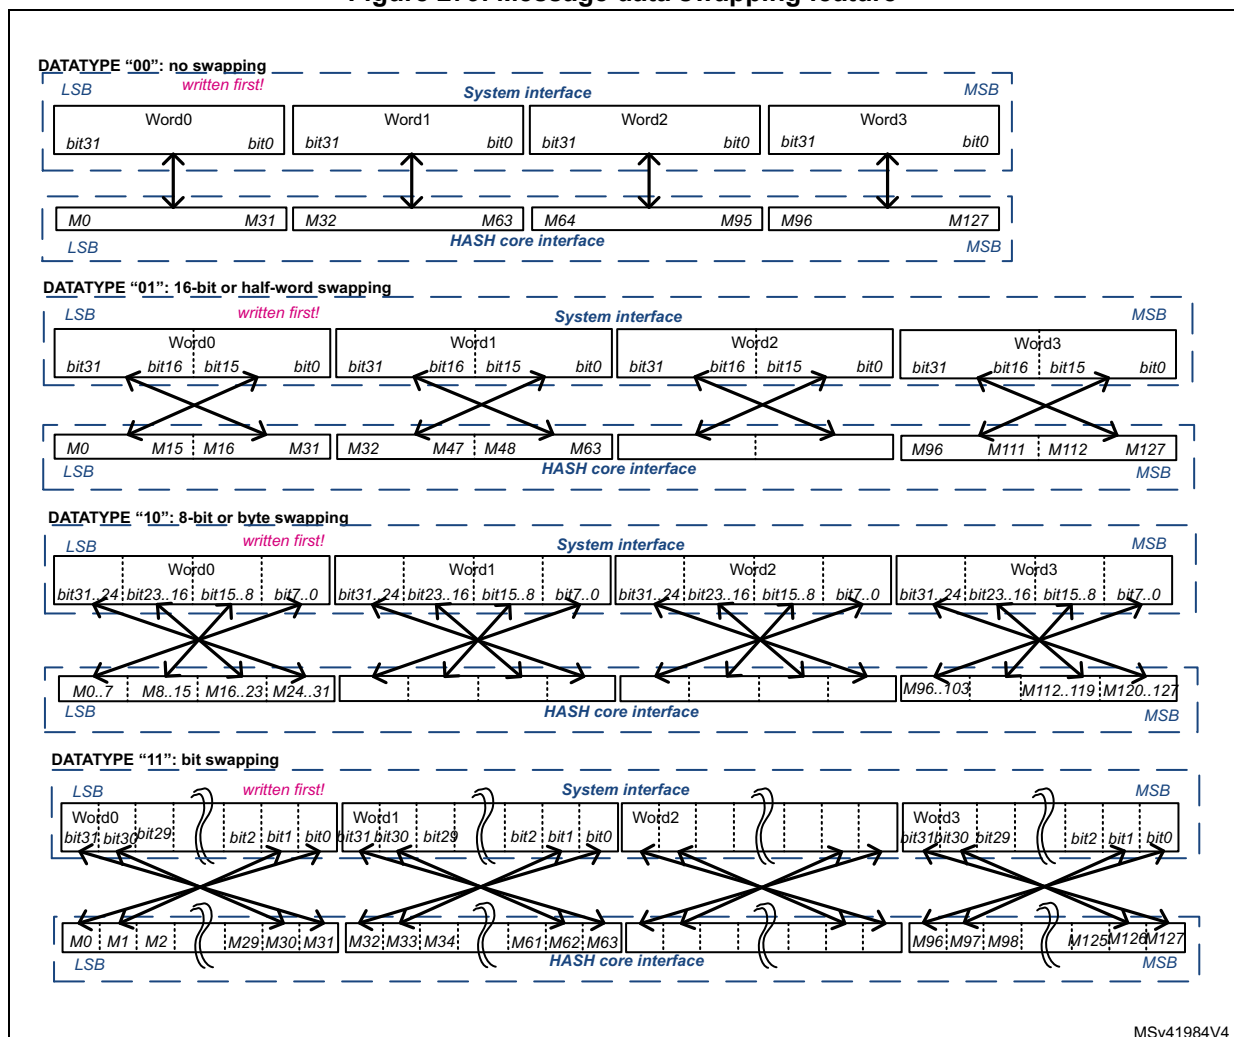 DATATYPE “00”: no swapping
LSB written first! System interface MSB
Word0 Word1 Word2 Word3
bit31 bit0 bit31 bit0 bit31 bit0 bit31 bit0
M0 M31 M32 M63 M64 M95 M96 M127
LSB HASH core interface MSB
DATATYPE “01”: 16-bit or half-word swapping
LSB written first! System interface MSB
Word0 Word1 Word2 Word3
bit31 bit16 bit15 bit0 bit31 bit16 bit15 bit0 bit31 bit16 bit15 bit0 bit31 bit16 bit15 bit0
M0 M15 M16 M31 M32 M47 M48 M63 M96 M111 M112 M127
LSB HASH core interface MSB
DATATYPE “10”: 8-bit or byte swapping
LSB written first! System interface MSB
Word0 Word1 Word2 Word3
bit31..24 bit23..16 bit15..8 bit7..0 bit31..24 bit23..16 bit15..8 bit7..0 bit31..24 bit23..16 bit15..8 bit7..0 bit31..24 bit23..16 bit15..8 bit7..0
M0..7 M8..15 M16..23 M24..31 M96..103 M112..119 M120..127
LSB HASH core interface MSB
DATATYPE “11”: bit swapping
LSB written first! System interface MSB
Word0 Word1 Word2 Word3
bit31 bit30 bit29 bit2 bit1 bit0 bit31 bit30 bit29 bit2 bit1 bit0 bit31 bit30 bit29 bit2 bit1 bit0
M0 M1 M2 M29 M30 M31 M32 M33 M34 M61 M62 M63 M96 M97 M98 M125 M126 M127
LSB HASH core interface MSB
MSv41984V4